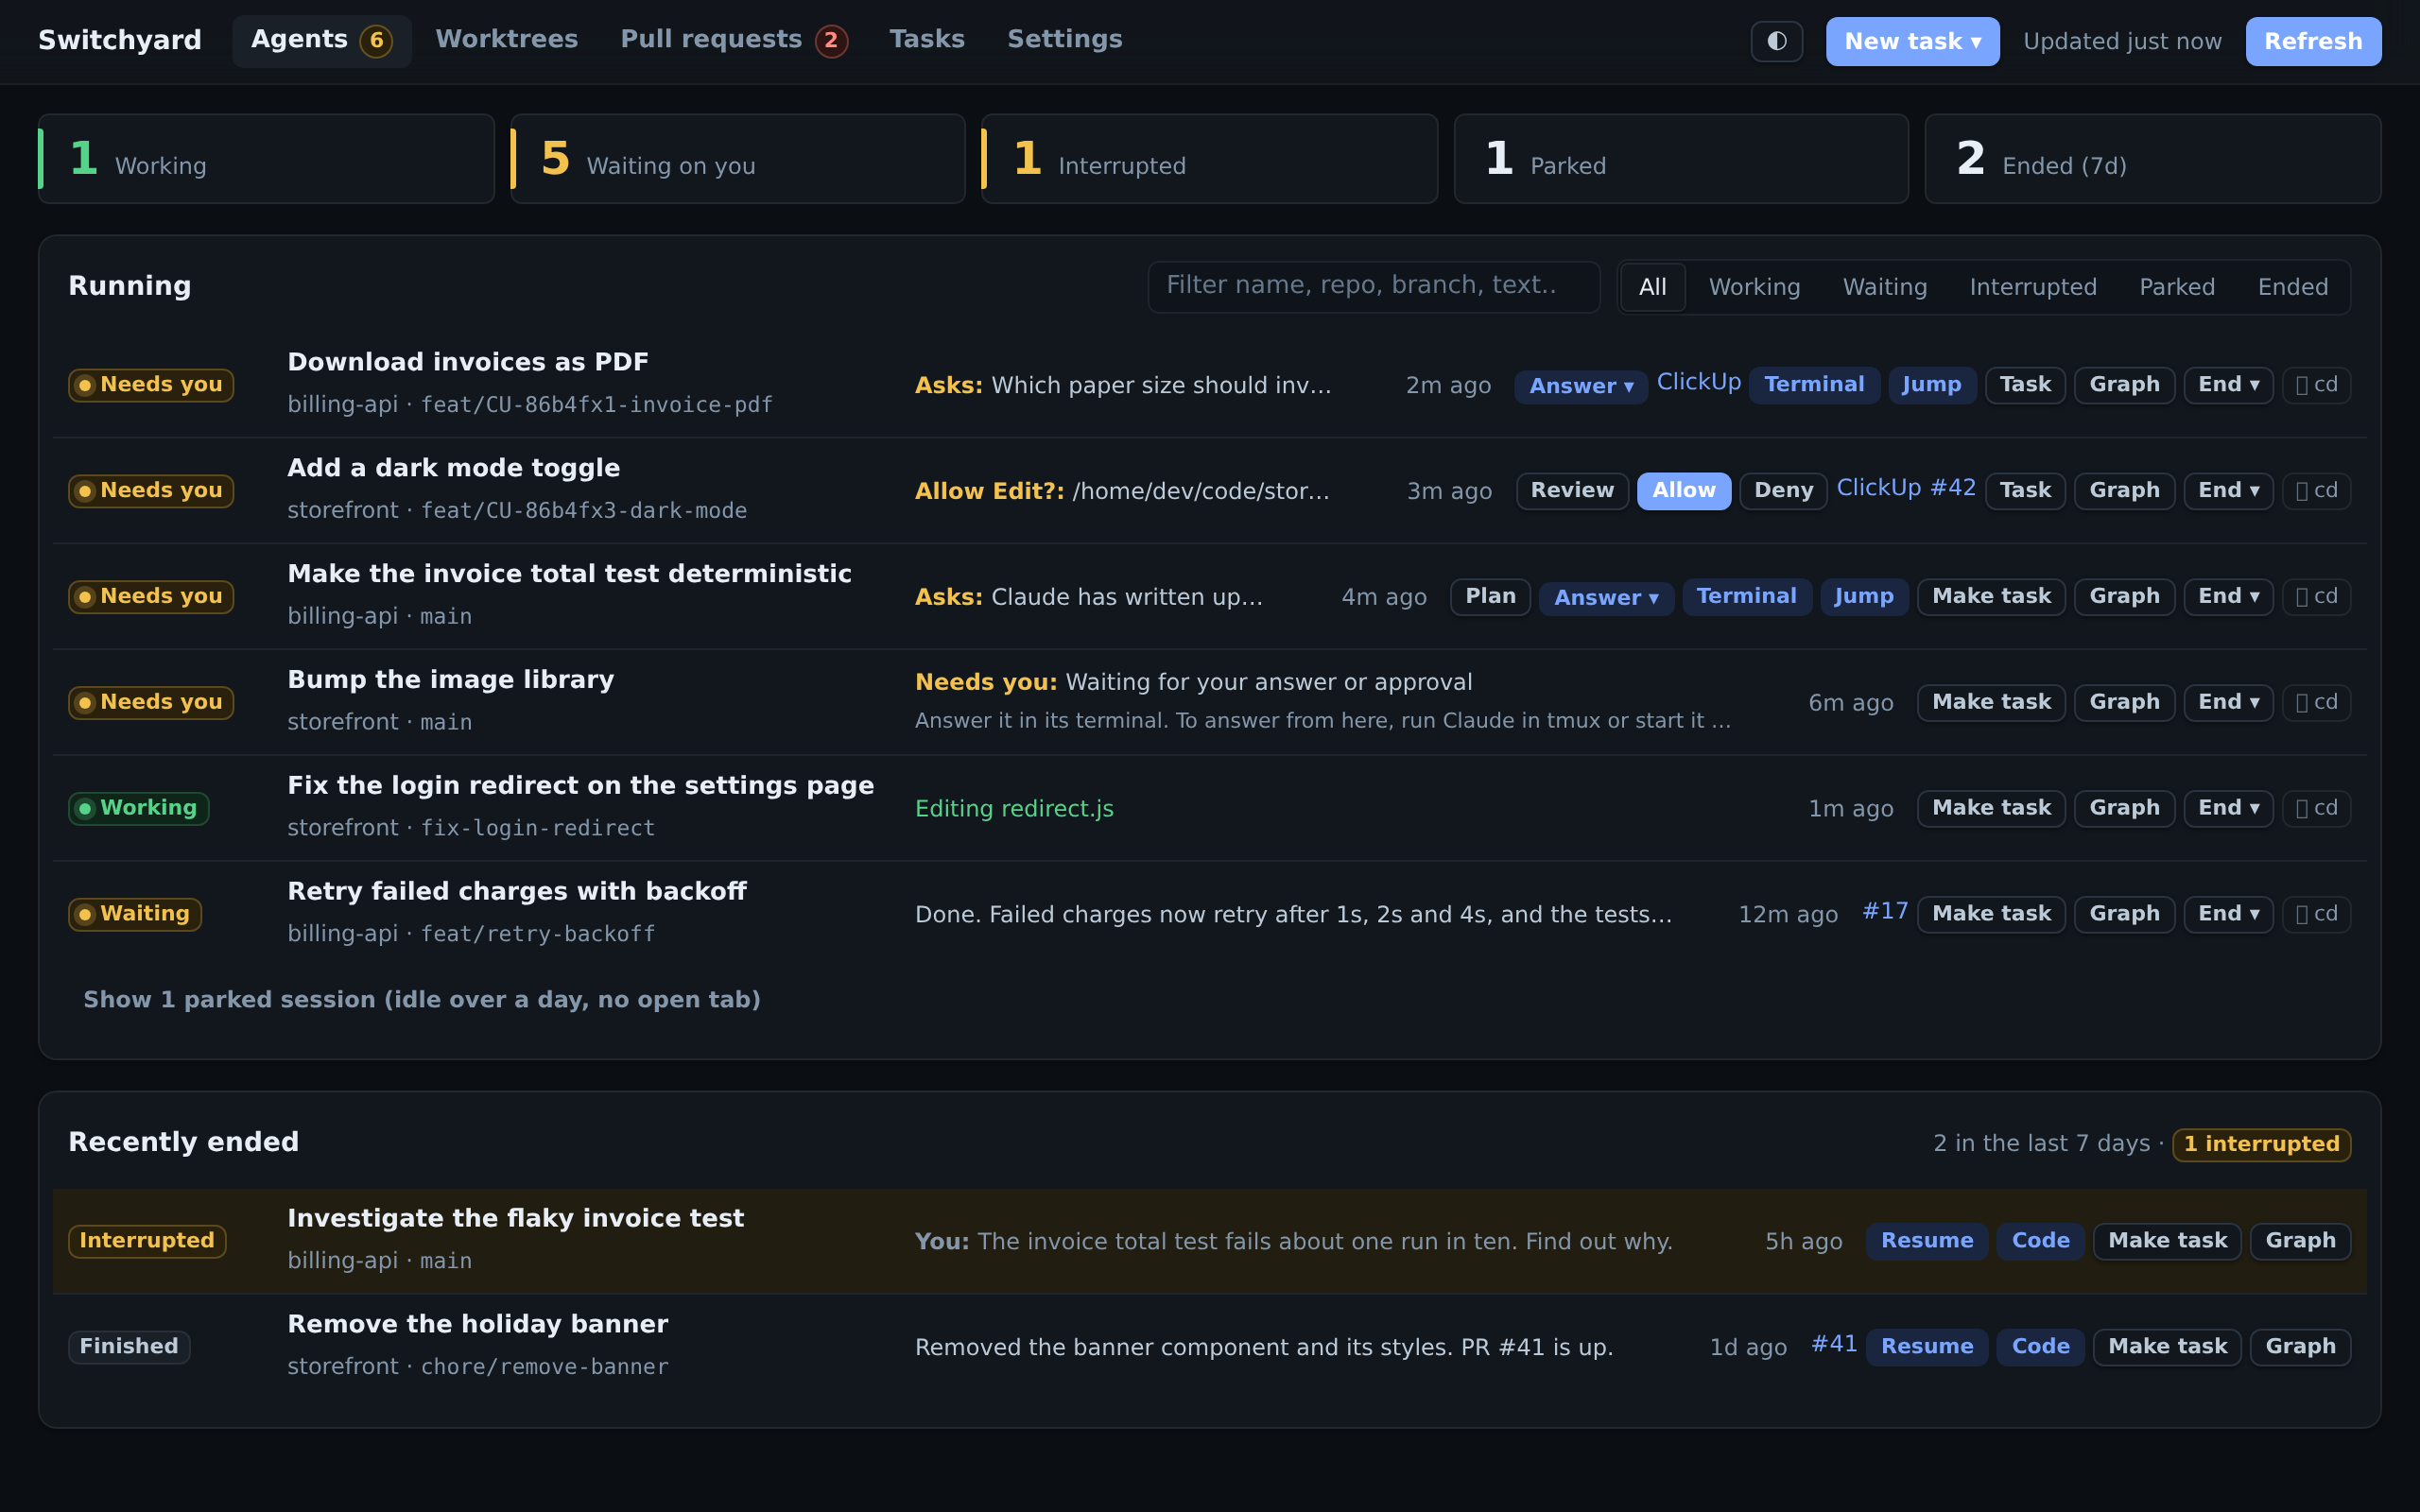 Switchyard Agents 6 Worktrees Pull requests 2 Tasks Settings New task ▾ Updated just now Refresh
1 Working 5 Waiting on you 1 Interrupted 1 Parked 2 Ended (7d)
Running Filter name, repo, branch, text.. All Working Waiting Interrupted Parked Ended
Needs you Download invoices as PDF Asks: Which paper size should inv… 2m ago Answer ▾ ClickUp Terminal Jump Task Graph End ▾ cd
billing-api · feat/CU-86b4fx1-invoice-pdf
Needs you Add a dark mode toggle Allow Edit?: /home/dev/code/stor… 3m ago Review Allow Deny ClickUp #42 Task Graph End ▾ cd
storefront · feat/CU-86b4fx3-dark-mode
Needs you Make the invoice total test deterministic Asks: Claude has written up… 4m ago Plan Answer ▾ Terminal Jump Make task Graph End ▾ cd
billing-api · main
Needs you Bump the image library Needs you: Waiting for your answer or approval 6m ago Make task Graph End ▾ cd
storefront · main Answer it in its terminal. To answer from here, run Claude in tmux or start it …
Working Fix the login redirect on the settings page Editing redirect.js 1m ago Make task Graph End ▾ cd
storefront · fix-login-redirect
Waiting Retry failed charges with backoff Done. Failed charges now retry after 1s, 2s and 4s, and the tests… 12m ago #17 Make task Graph End ▾ cd
billing-api · feat/retry-backoff
Show 1 parked session (idle over a day, no open tab)
Recently ended 2 in the last 7 days · 1 interrupted
Interrupted Investigate the flaky invoice test You: The invoice total test fails about one run in ten. Find out why. 5h ago Resume Code Make task Graph
billing-api · main
Finished Remove the holiday banner Removed the banner component and its styles. PR #41 is up. 1d ago #41 Resume Code Make task Graph
storefront · chore/remove-banner